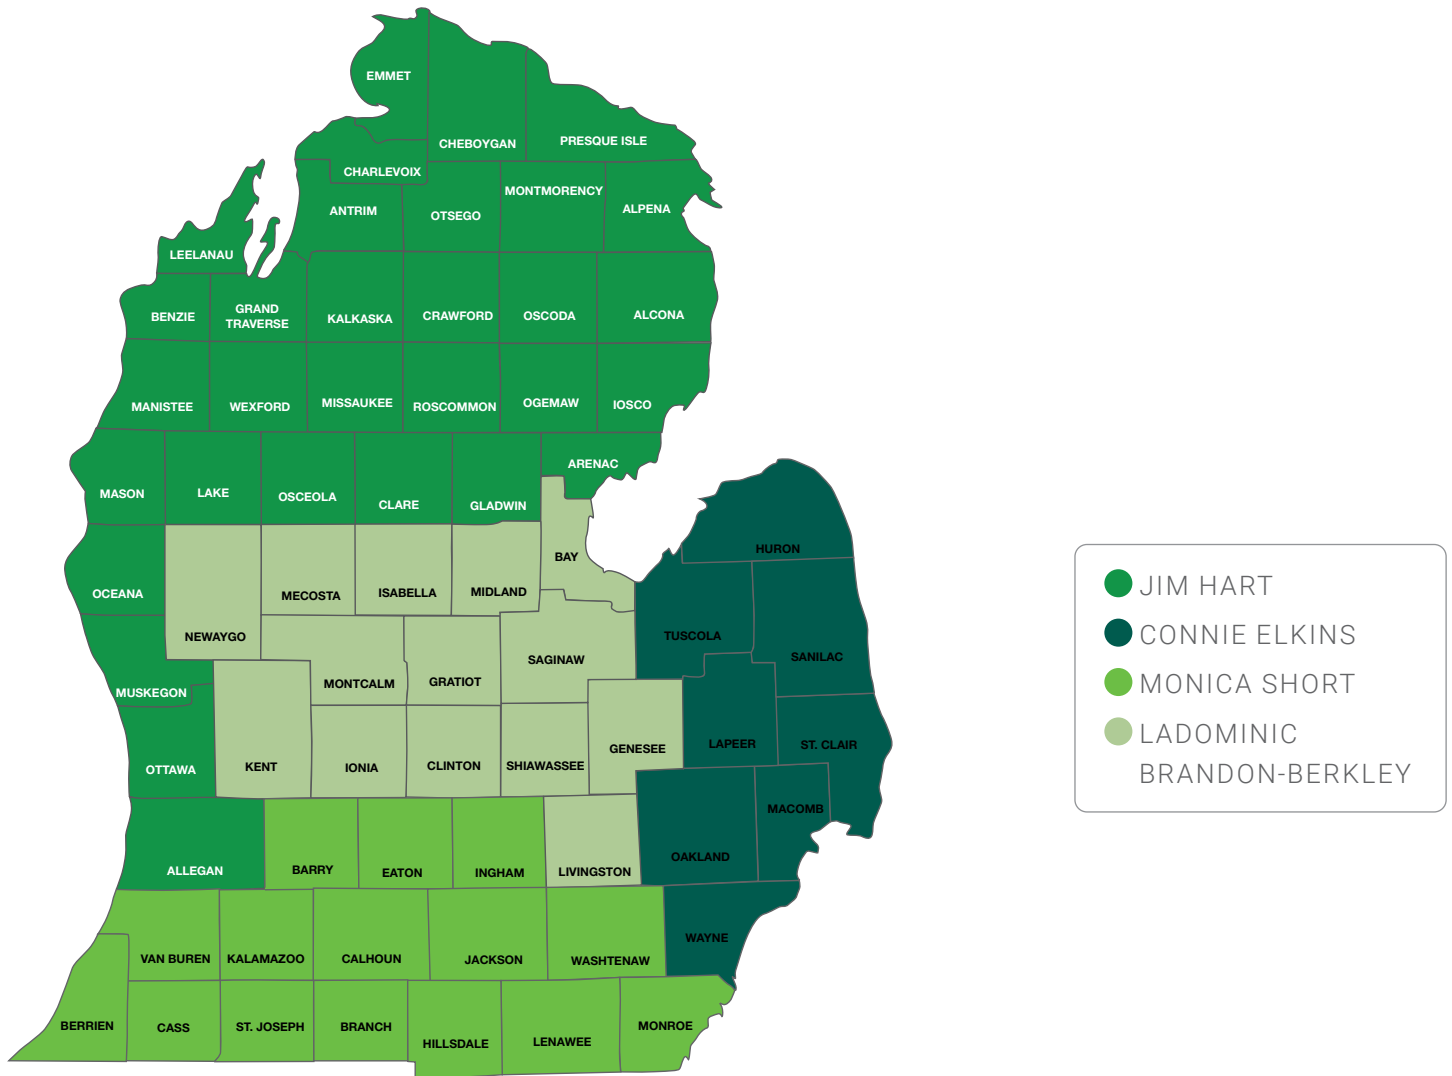 EMMET
CHEBOYGAN
PRESQUE ISLE
CHARLEVOIX
ANTRIM
OTSEGO
MONTMORENCY
ALPENA
LEELANAU
BENZIE
GRAND
TRAVERSE
KALKASKA
CRAWFORD
OSCODA
ALCONA
MANISTEE
WEXFORD
MISSAUKEE
ROSCOMMON
OGEMAW
IOSCO
MASON
LAKE
OSCEOLA
CLARE
GLADWIN
ARENAC
OCEANA
NEWAYGO
MECOSTA
ISABELLA
MIDLAND
BAY
HURON
MUSKEGON
MONTCALM
GRATIOT
SAGINAW
TUSCOLA
SANILAC
OTTAWA
KENT
IONIA
CLINTON
SHIAWASSEE
GENESEE
LAPEER
ST. CLAIR
ALLEGAN
BARRY
EATON
INGHAM
LIVINGSTON
OAKLAND
MACOMB
VAN BUREN
KALAMAZOO
CALHOUN
JACKSON
WASHTENAW
WAYNE
BERRIEN
CASS
ST. JOSEPH
BRANCH
HILLSDALE
LENAWEE
MONROE
JIM HART
CONNIE ELKINS
MONICA SHORT
LADOMINIC
BRANDON-BERKLEY